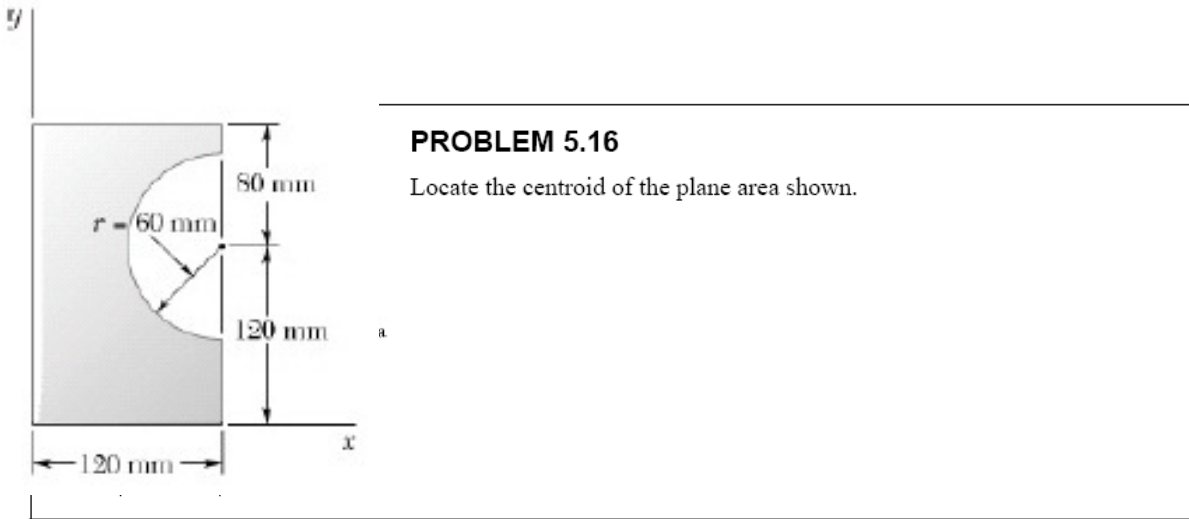 y
PROBLEM 5.16
80 mm
Locate the centroid of the plane area shown.
r = 60 mm
120 mm
a
x
120 mm